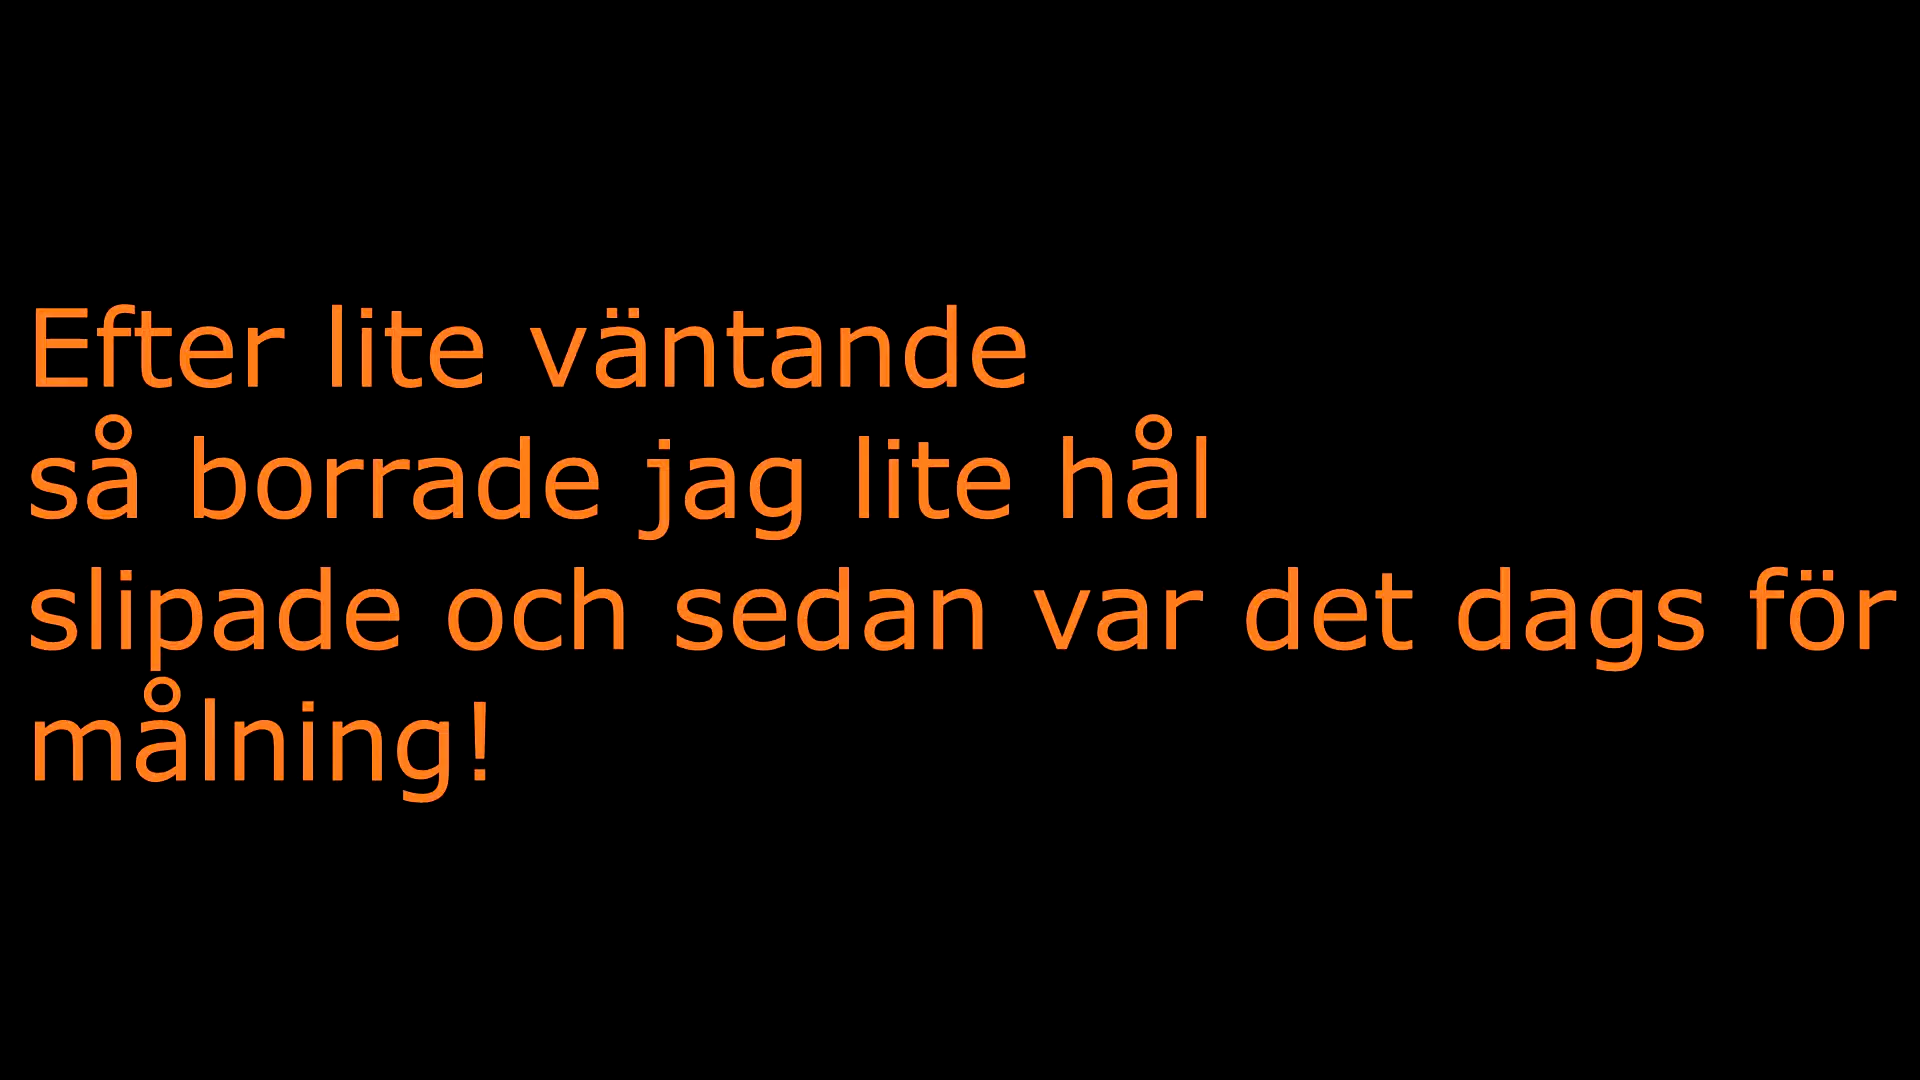 Efter lite väntande
så borrade jag lite hål
slipade och sedan var det dags för
målning!